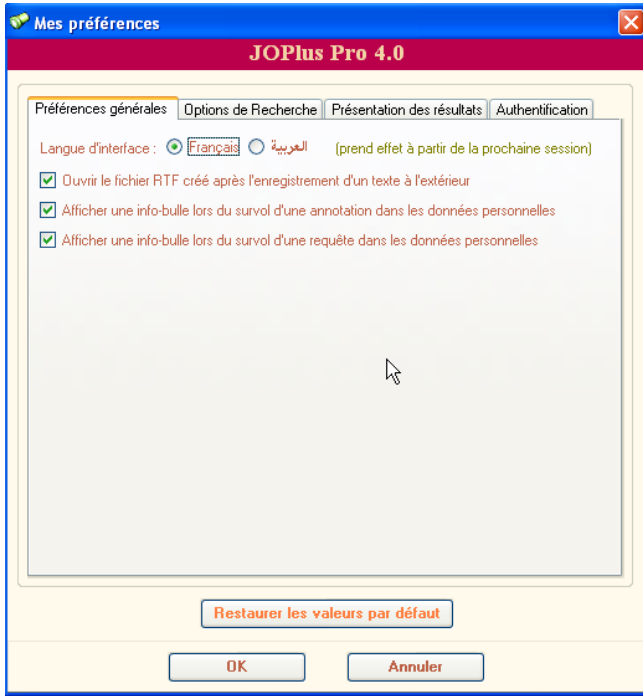 Mes préférences
JOPlus Pro 4.0
Préférences générales Options de Recherche Présentation des résultats Authentification
Langue d'interface : Français العربية (prend effet à partir de la prochaine session)
Ouvrir le fichier RTF créé après l'enregistrement d'un texte à l'extérieur
Afficher une info-bulle lors du survol d'une annotation dans les données personnelles
Afficher une info-bulle lors du survol d'une requête dans les données personnelles
Restaurer les valeurs par défaut
OK Annuler